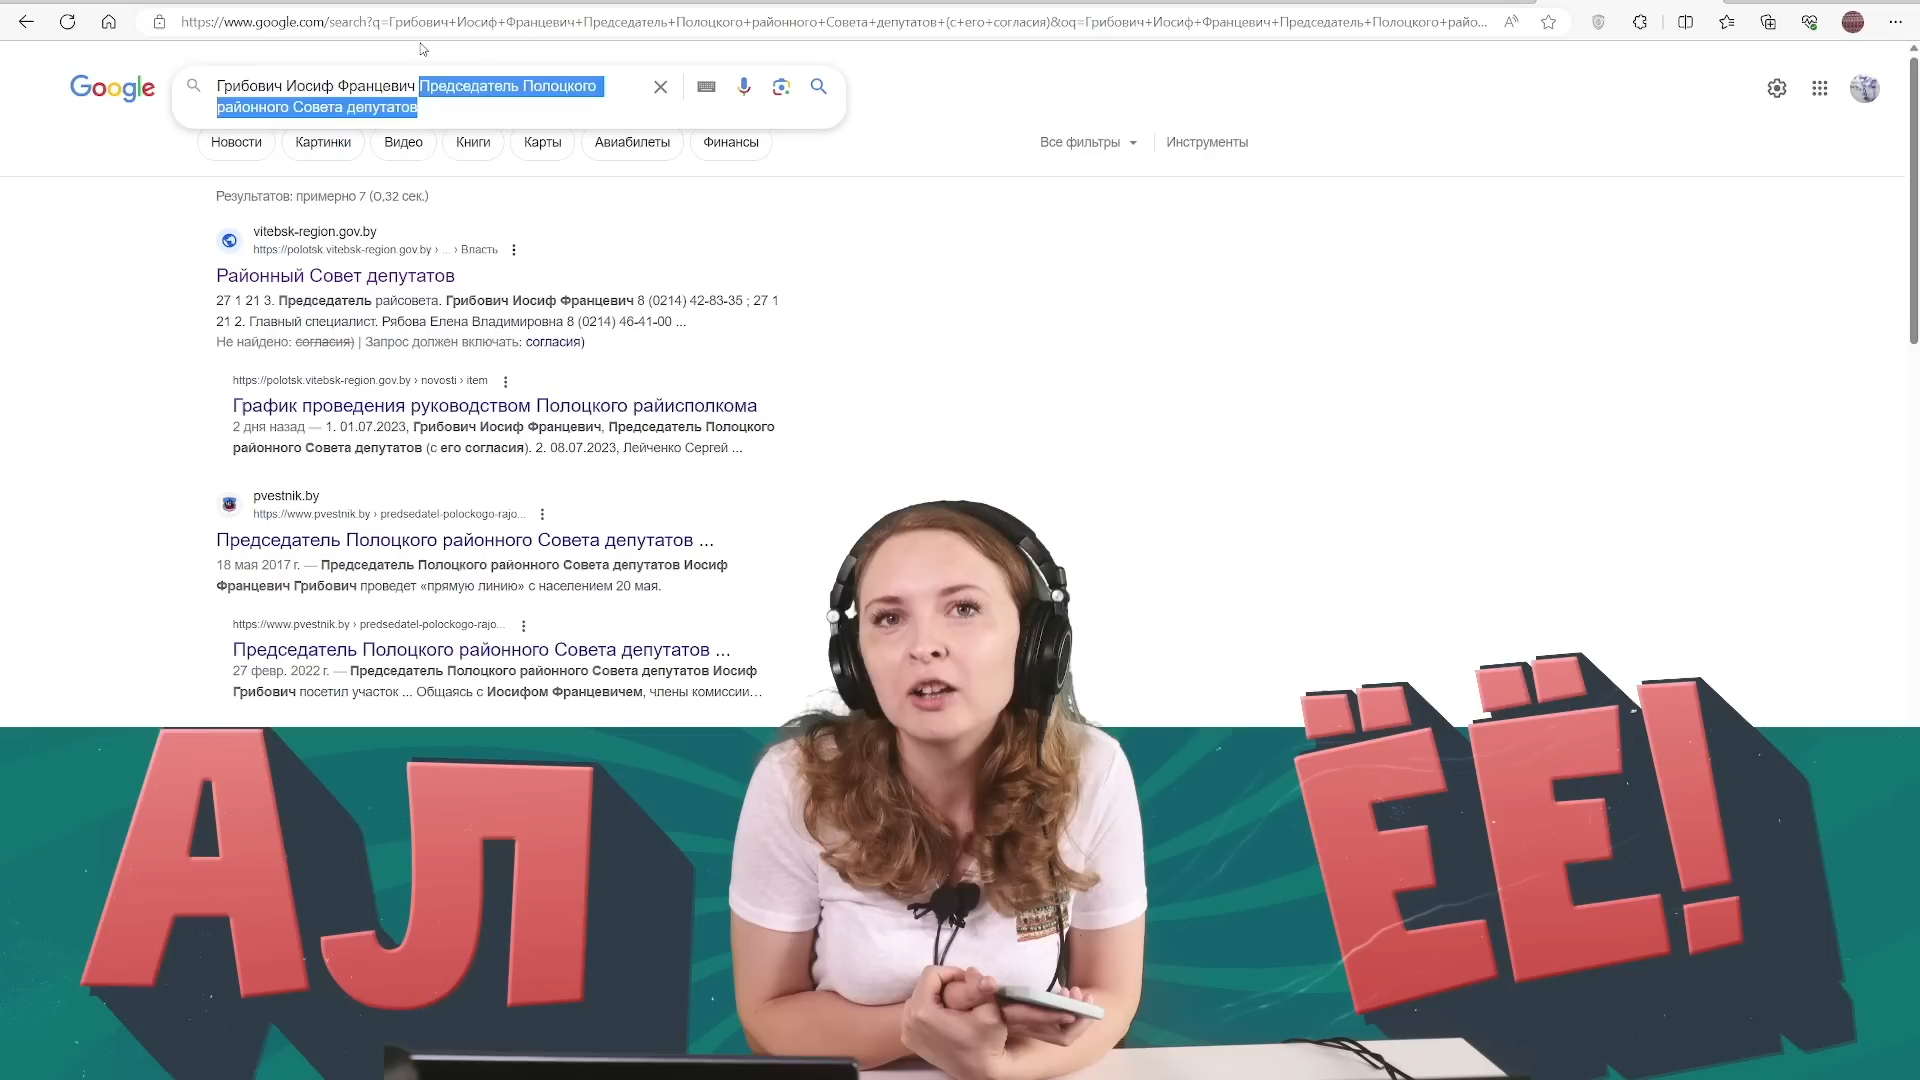 https://www.google.com/search?q=Грибович+Иосиф+Францевич+Председатель+Полоцкого+районного+Совета+депутатов+(с+его+согласия)&oq=Грибович+Иосиф+Францевич+Председатель+Полоцкого+райо...
Google
Грибович Иосиф Францевич Председатель Полоцкого
районного Совета депутатов
Новости Картинки Видео Книги Карты Авиабилеты Финансы Все фильтры Инструменты
Результатов: примерно 7 (0,32 сек.)
vitebsk-region.gov.by
https://polotsk.vitebsk-region.gov.by › ... › Власть
Районный Совет депутатов
27 1 21 3. Председатель райсовета. Грибович Иосиф Францевич 8 (0214) 42-83-35 ; 27 1
21 2. Главный специалист. Рябова Елена Владимировна 8 (0214) 46-41-00 ...
Не найдено: согласия) | Запрос должен включать: согласия)
https://polotsk.vitebsk-region.gov.by › novosti › item
График проведения руководством Полоцкого райисполкома
2 дня назад — 1. 01.07.2023, Грибович Иосиф Францевич, Председатель Полоцкого
районного Совета депутатов (с его согласия). 2. 08.07.2023, Лейченко Сергей ...
pvestnik.by
https://www.pvestnik.by › predsedatel-polockogo-rajo...
Председатель Полоцкого районного Совета депутатов ...
18 мая 2017 г. — Председатель Полоцкого районного Совета депутатов Иосиф
Францевич Грибович проведет «прямую линию» с населением 20 мая.
https://www.pvestnik.by › predsedatel-polockogo-rajo...
Председатель Полоцкого районного Совета депутатов ...
27 февр. 2022 г. — Председатель Полоцкого районного Совета депутатов Иосиф
Грибович посетил участок ... Общаясь с Иосифом Францевичем, члены комиссии...
АЛ ЁЁ!